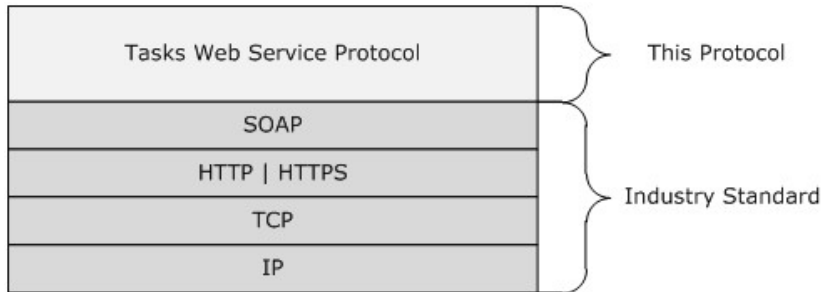 Tasks Web Service Protocol
This Protocol
SOAP
HTTP | HTTPS
Industry Standard
TCP
IP